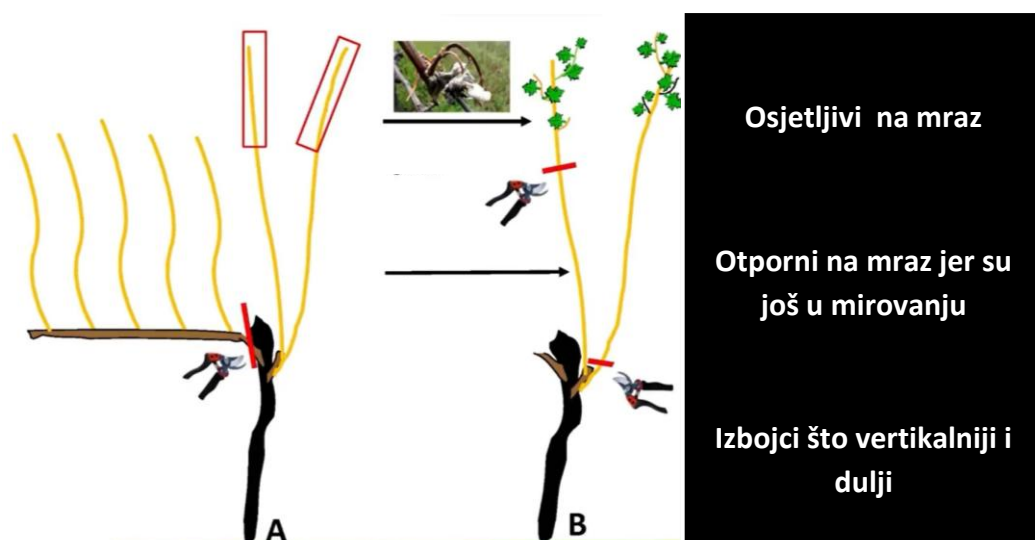 Osjetljivi na mraz
Otporni na mraz jer su
još u mirovanju
Izbojci što vertikalniji i
dulji
A
B